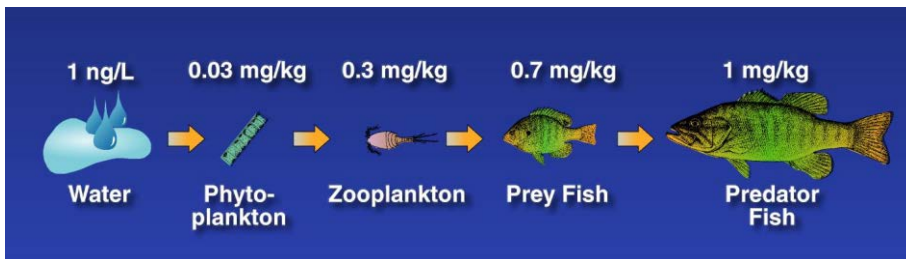 1 ng/L 0.03 mg/kg 0.3 mg/kg 0.7 mg/kg 1 mg/kg
Water Phyto- Zooplankton Prey Fish Predator
plankton Fish